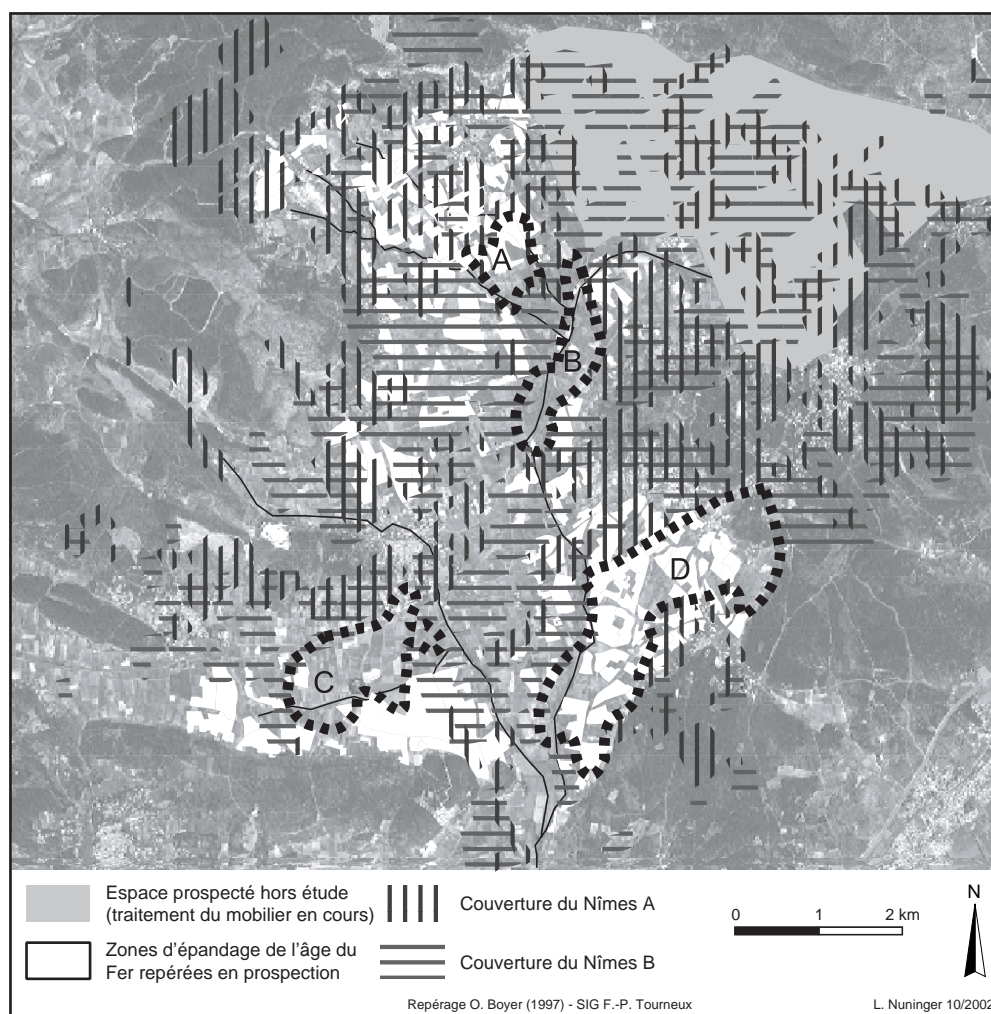 A
B
D
C
Espace prospecté hors étude
(traitement du mobilier en cours)
Zones d'épandage de l'âge du
Fer repérées en prospection
Couverture du Nîmes A
Couverture du Nîmes B
0 1 2 km
N
Repérage O. Boyer (1997) - SIG F.-P. Tourneux
L. Nuninger 10/2002